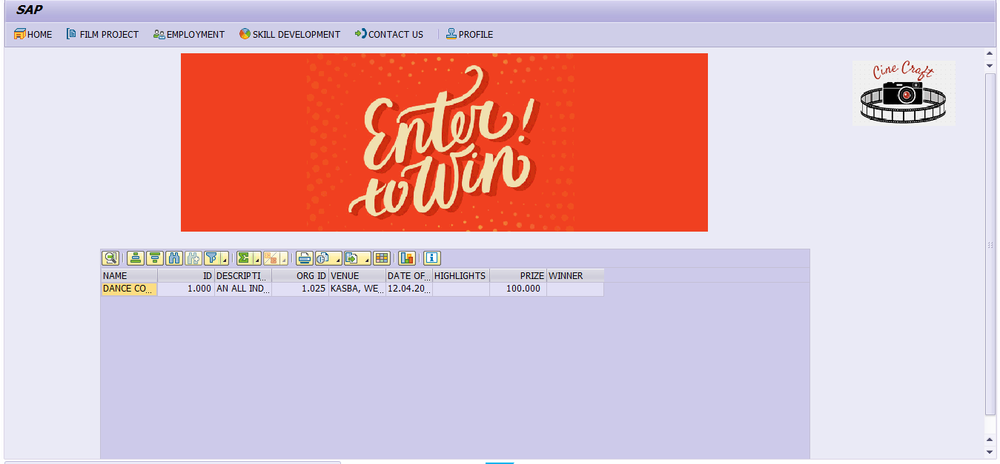 SAP
HOME FILM PROJECT EMPLOYMENT SKILL DEVELOPMENT CONTACT US PROFILE
Cine Craft
Enter!
to Win
NAME ID DESCRIPTI... ORG ID VENUE DATE OF... HIGHLIGHTS PRIZE WINNER
DANCE CO... 1.000 AN ALL IND... 1.025 KASBA, WE... 12.04.20... 100.000